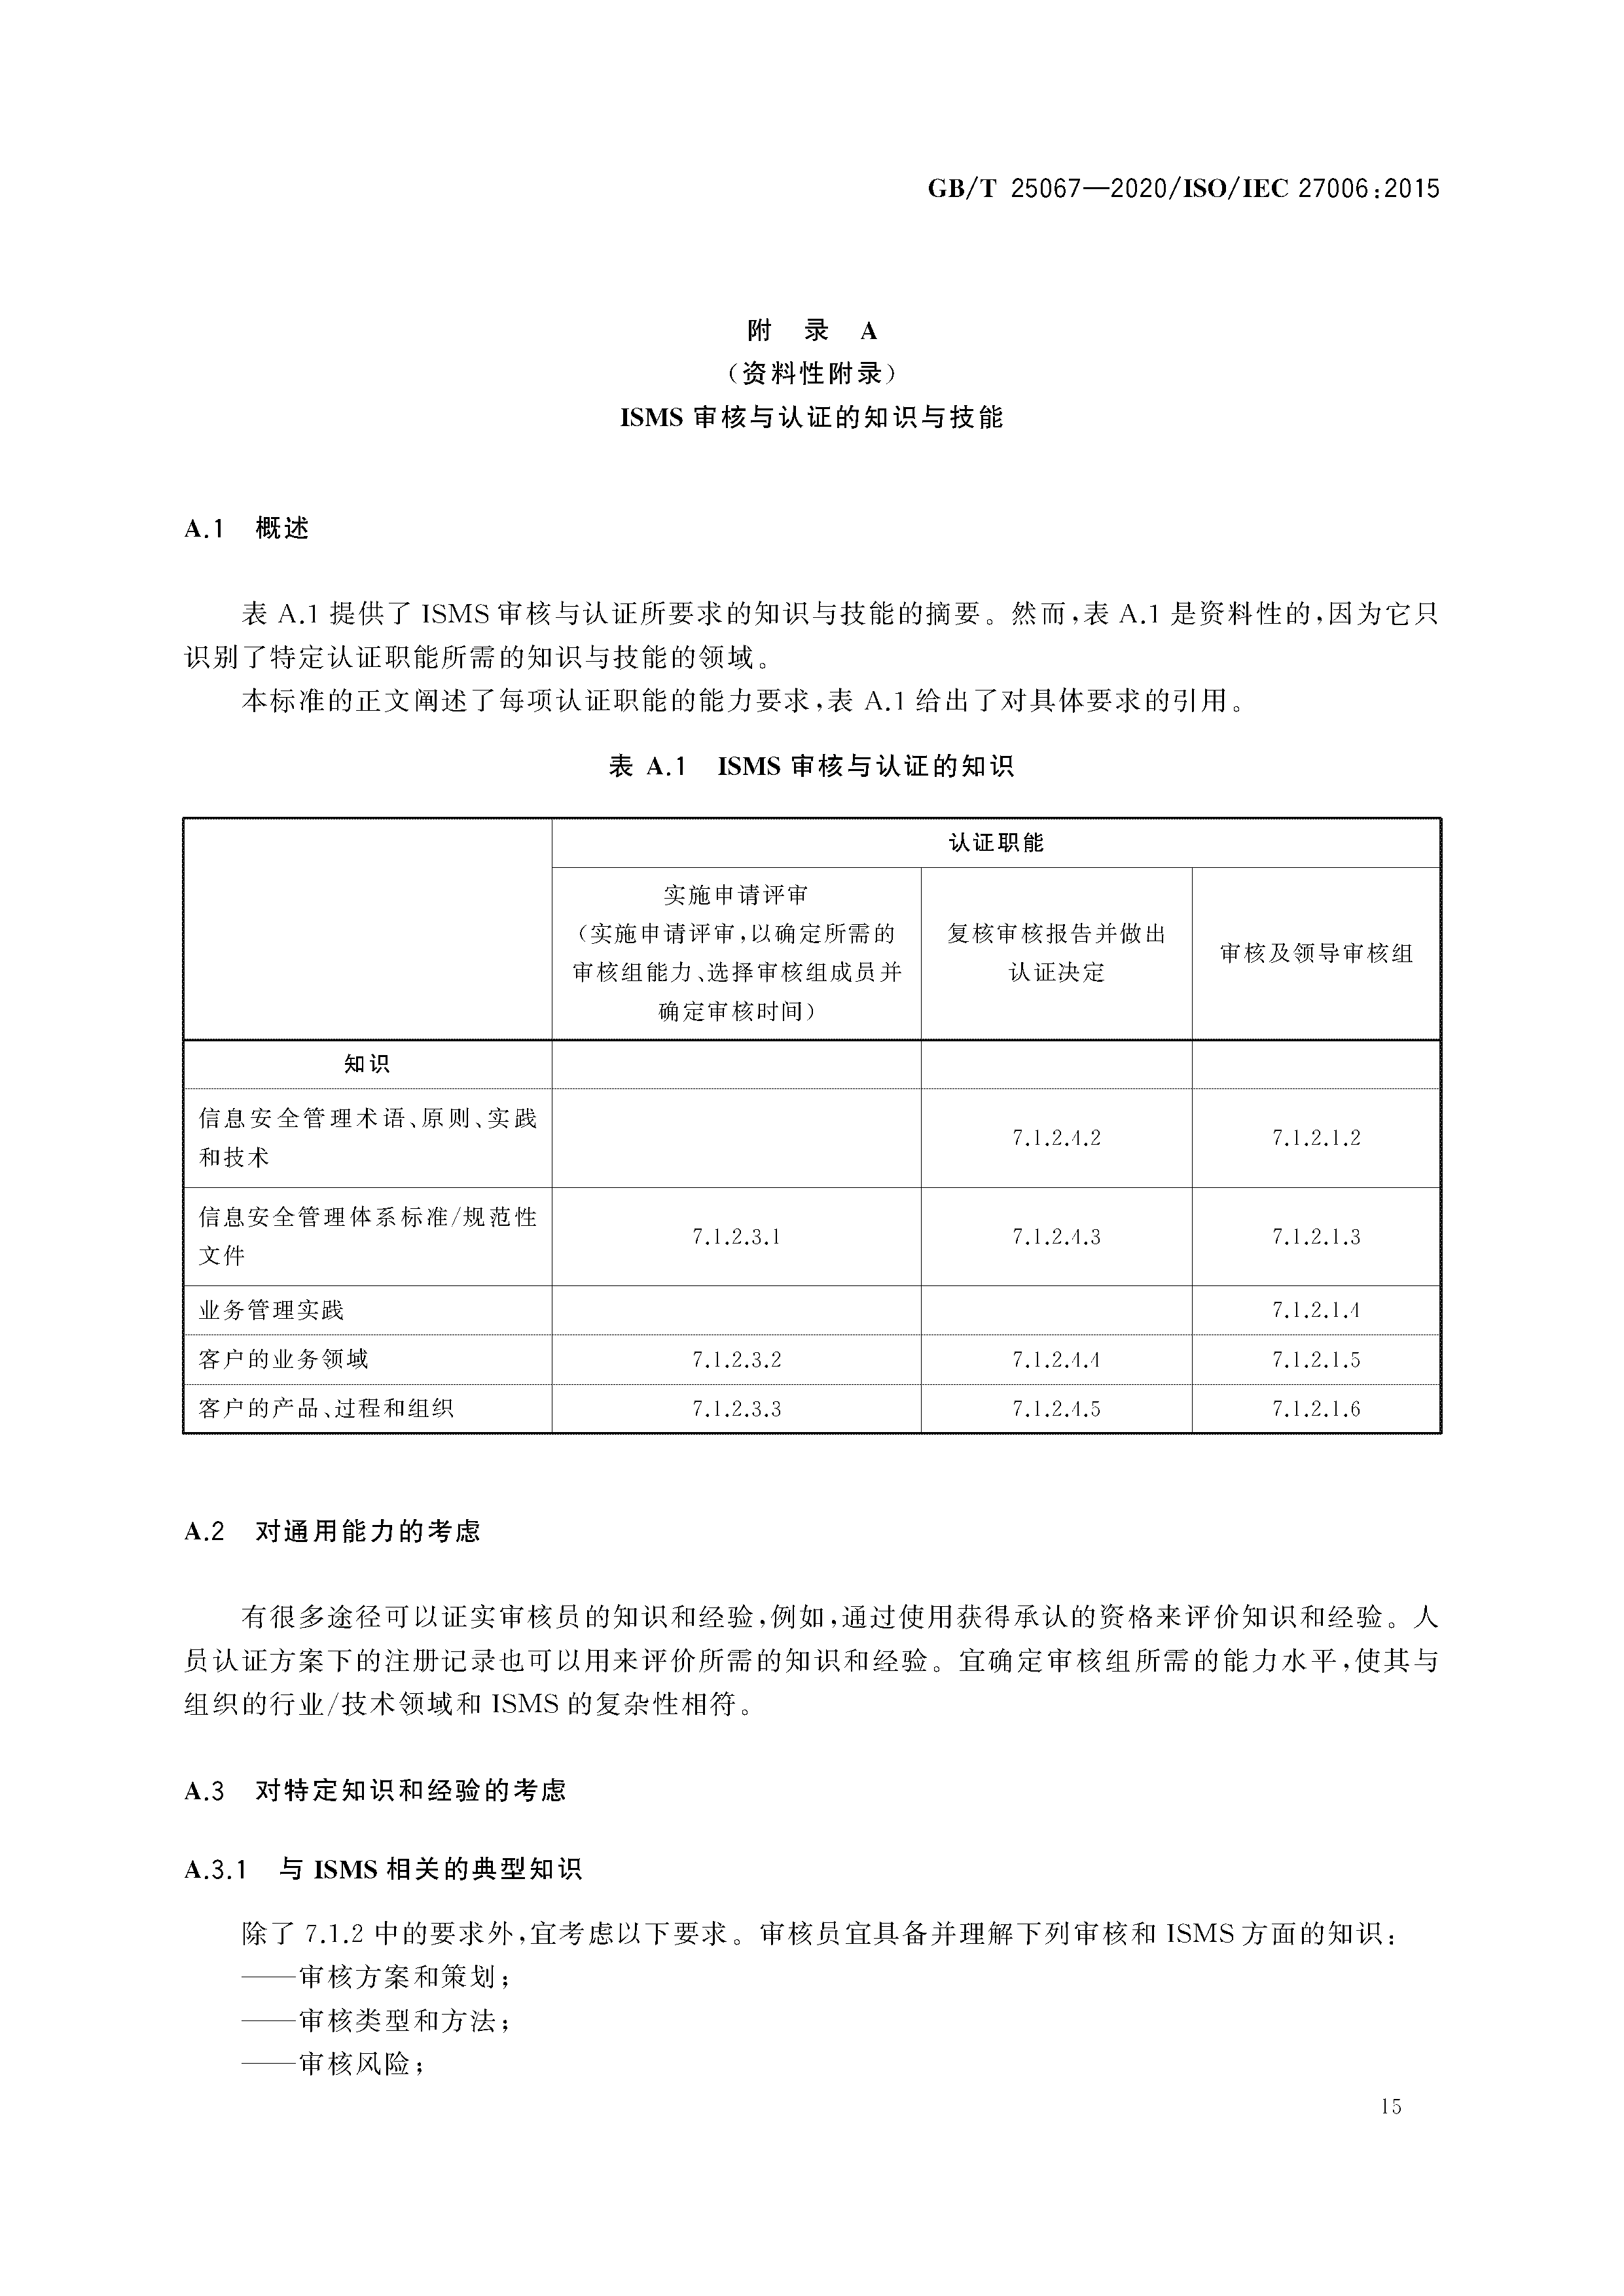 GB/T 25067—2020/ISO/IEC 27006:2015
附 录 A
（资料性附录）
ISMS 审核与认证的知识与技能
A.1 概述
表 A.1 提供了 ISMS 审核与认证所要求的知识与技能的摘要。然而,表 A.1 是资料性的,因为它只
识别了特定认证职能所需的知识与技能的领域。
本标准的正文阐述了每项认证职能的能力要求,表 A.1 给出了对具体要求的引用。
表 A.1 ISMS 审核与认证的知识
认证职能
实施申请评审
（实施申请评审,以确定所需的
审核组能力、选择审核组成员并
确定审核时间）
复核审核报告并做出
认证决定
审核及领导审核组
知识
信息安全管理术语、原则、实践
和技术
7.1.2.4.2
7.1.2.1.2
信息安全管理体系标准/规范性
文件
7.1.2.3.1
7.1.2.4.3
7.1.2.1.3
业务管理实践
7.1.2.1.4
客户的业务领域
7.1.2.3.2
7.1.2.4.4
7.1.2.1.5
客户的产品、过程和组织
7.1.2.3.3
7.1.2.4.5
7.1.2.1.6
A.2 对通用能力的考虑
有很多途径可以证实审核员的知识和经验,例如,通过使用获得承认的资格来评价知识和经验。人
员认证方案下的注册记录也可以用来评价所需的知识和经验。宜确定审核组所需的能力水平,使其与
组织的行业/技术领域和 ISMS 的复杂性相符。
A.3 对特定知识和经验的考虑
A.3.1 与 ISMS 相关的典型知识
除了 7.1.2 中的要求外,宜考虑以下要求。审核员宜具备并理解下列审核和 ISMS 方面的知识:
——审核方案和策划;
——审核类型和方法;
——审核风险;
15